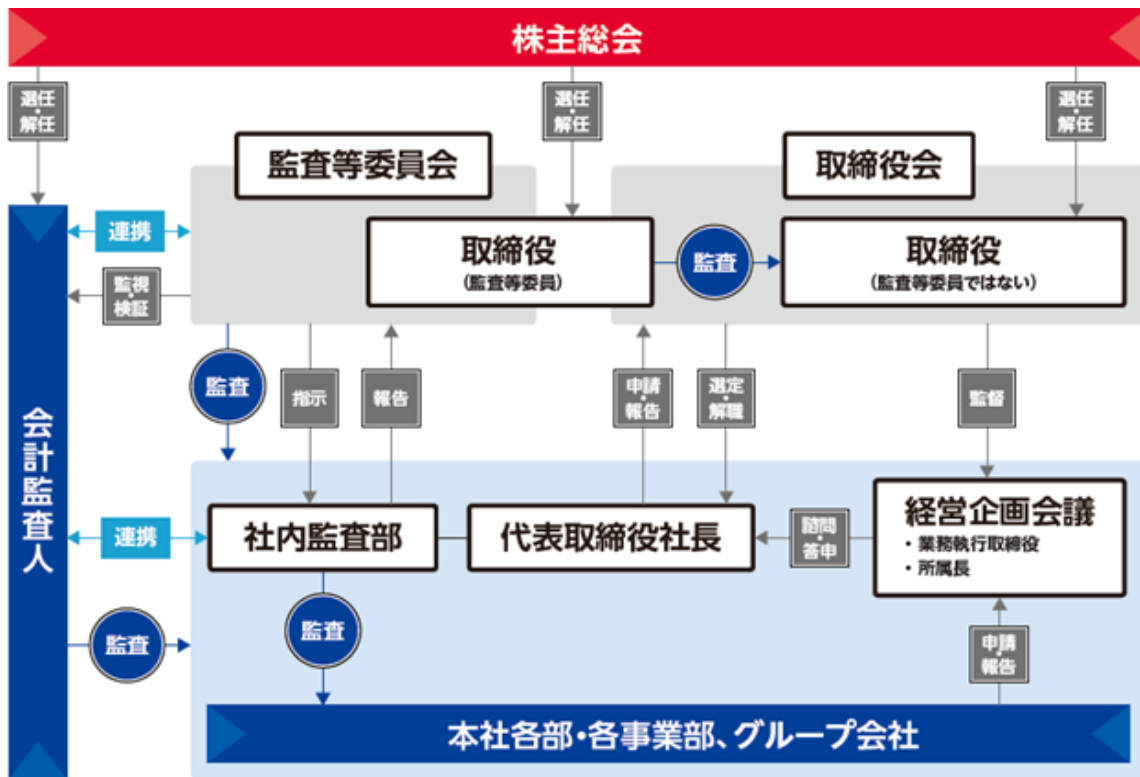 株主総会
選任・
解任
選任・
解任
選任・
解任
監査等委員会
取締役会
連携
取締役
(監査等委員)
監査
取締役
(監査等委員ではない)
監視・
検証
監査
指示
報告
申請・
報告
選定・
解職
監督
会計監査人
連携
社内監査部
代表取締役社長
諮問・
答申
経営企画会議
・業務執行取締役
・所属長
監査
監査
申請・
報告
本社各部・各事業部、グループ会社